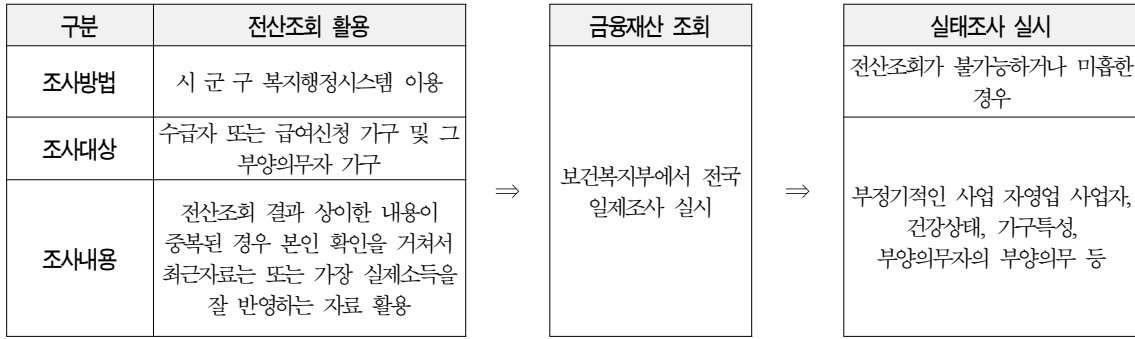 구분
전산조회 활용
조사방법
시 군 구 복지행정시스템 이용
조사대상
수급자 또는 급여신청 가구 및 그
부양의무자 가구
조사내용
전산조회 결과 상이한 내용이
중복된 경우 본인 확인을 거쳐서
최근자료는 또는 가장 실제소득을
잘 반영하는 자료 활용
⇒
금융재산 조회
보건복지부에서 전국
일제조사 실시
⇒
실태조사 실시
전산조회가 불가능하거나 미흡한
경우
부정기적인 사업 자영업 사업자,
건강상태, 가구특성,
부양의무자의 부양의무 등